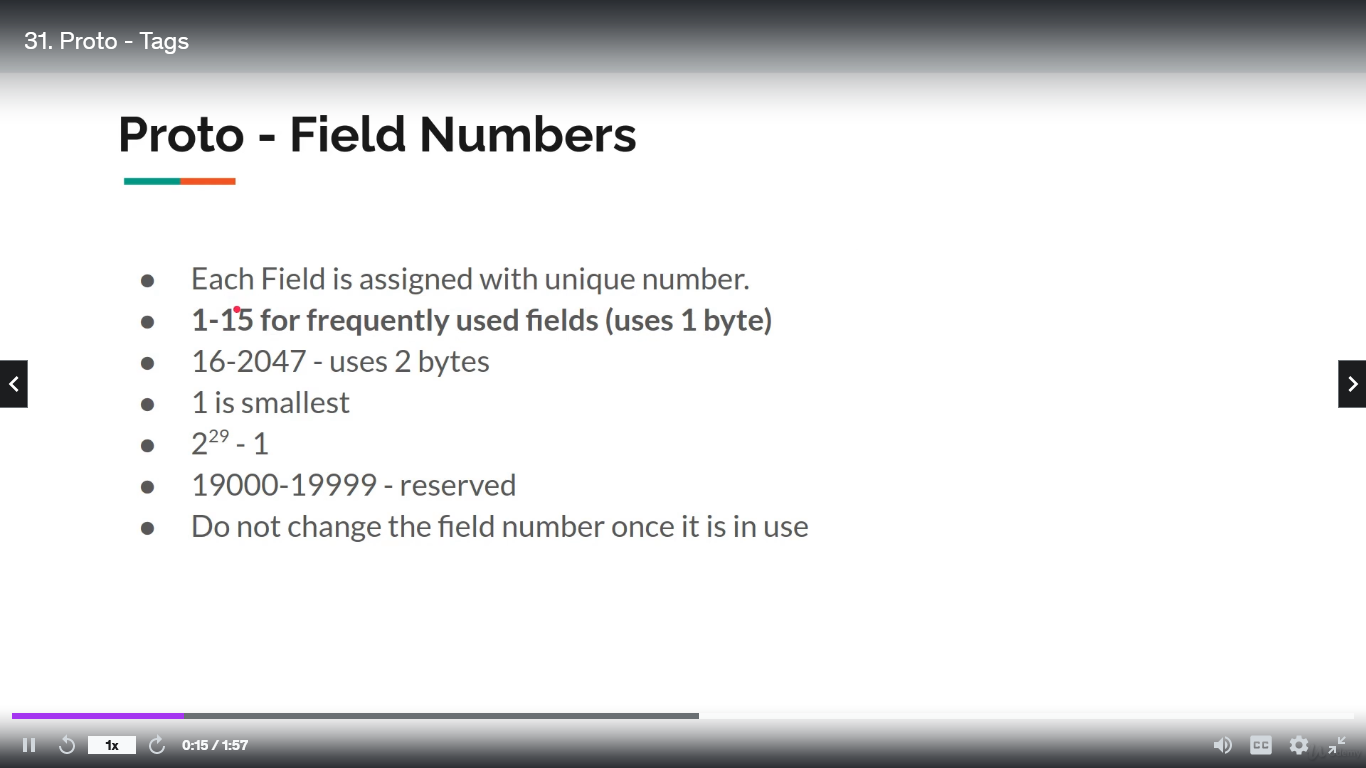 31. Proto - Tags
Proto - Field Numbers
● Each Field is assigned with unique number.
● 1-15 for frequently used fields (uses 1 byte)
● 16-2047 - uses 2 bytes
● 1 is smallest
● 2²⁹ - 1
● 19000-19999 - reserved
● Do not change the field number once it is in use
1x 0:15 / 1:57 CC